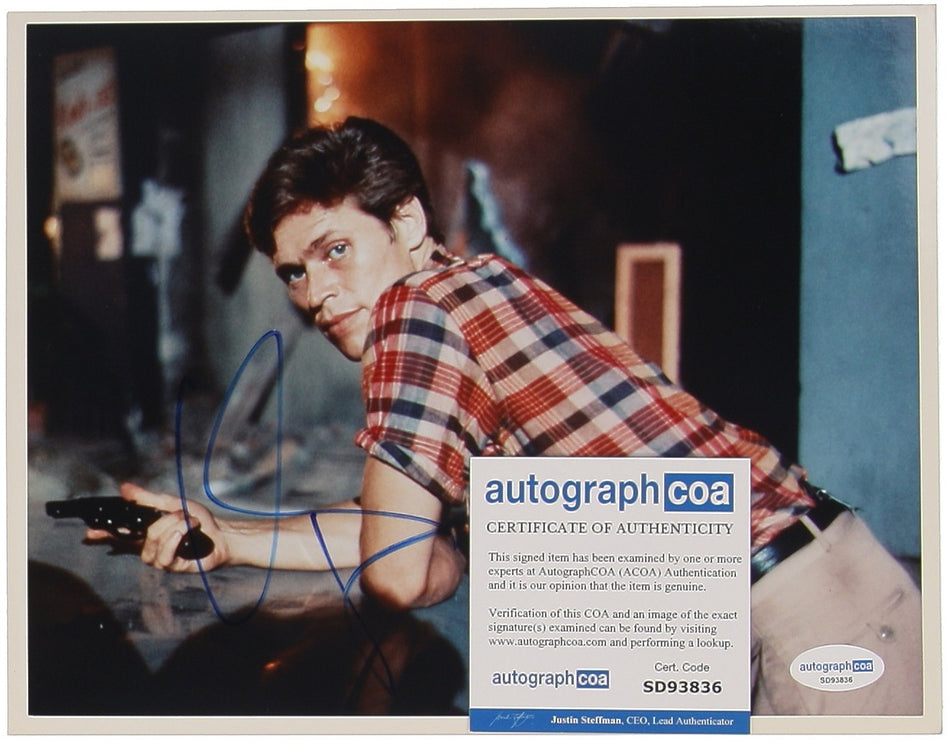 autograph coa
CERTIFICATE OF AUTHENTICITY
This signed item has been examined by one or more
experts at AutographCOA (ACOA) Authentication
and it is our opinion that the item is genuine.
Verification of this COA and an image of the exact
signature(s) examined can be found by visiting
www.autographcoa.com and performing a lookup.
autograph coa
Cert. Code
SD93836
Justin Steffman, CEO, Lead Authenticator
autograph coa
SD93836